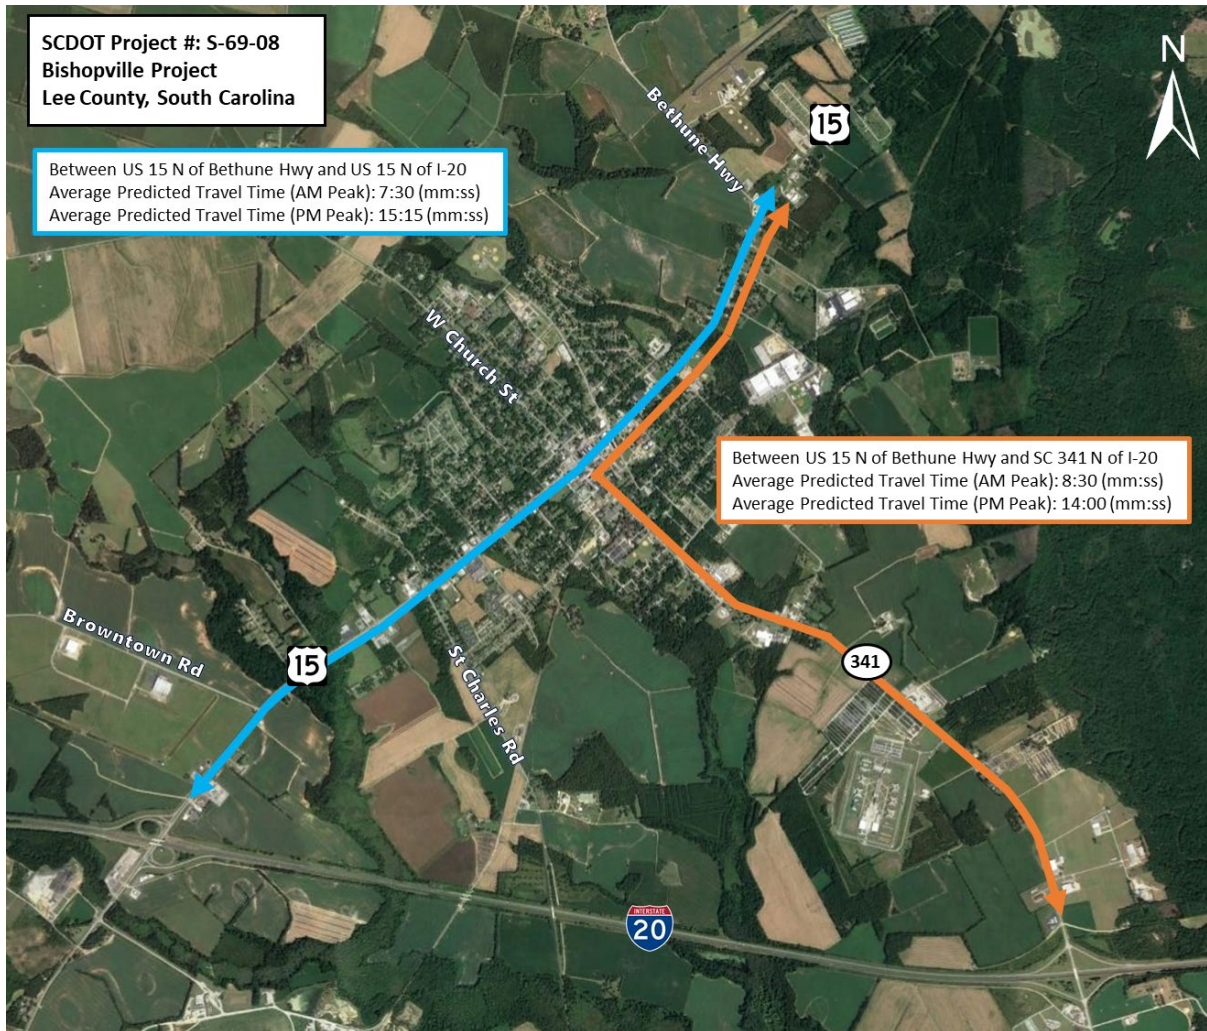 SCDOT Project #: S-69-08
Bishopville Project
Lee County, South Carolina
N
Bethune Hwy
15
Between US 15 N of Bethune Hwy and US 15 N of I-20
Average Predicted Travel Time (AM Peak): 7:30 (mm:ss)
Average Predicted Travel Time (PM Peak): 15:15 (mm:ss)
W Church St
Between US 15 N of Bethune Hwy and SC 341 N of I-20
Average Predicted Travel Time (AM Peak): 8:30 (mm:ss)
Average Predicted Travel Time (PM Peak): 14:00 (mm:ss)
Browntown Rd
15
St Charles Rd
341
INTERSTATE
20